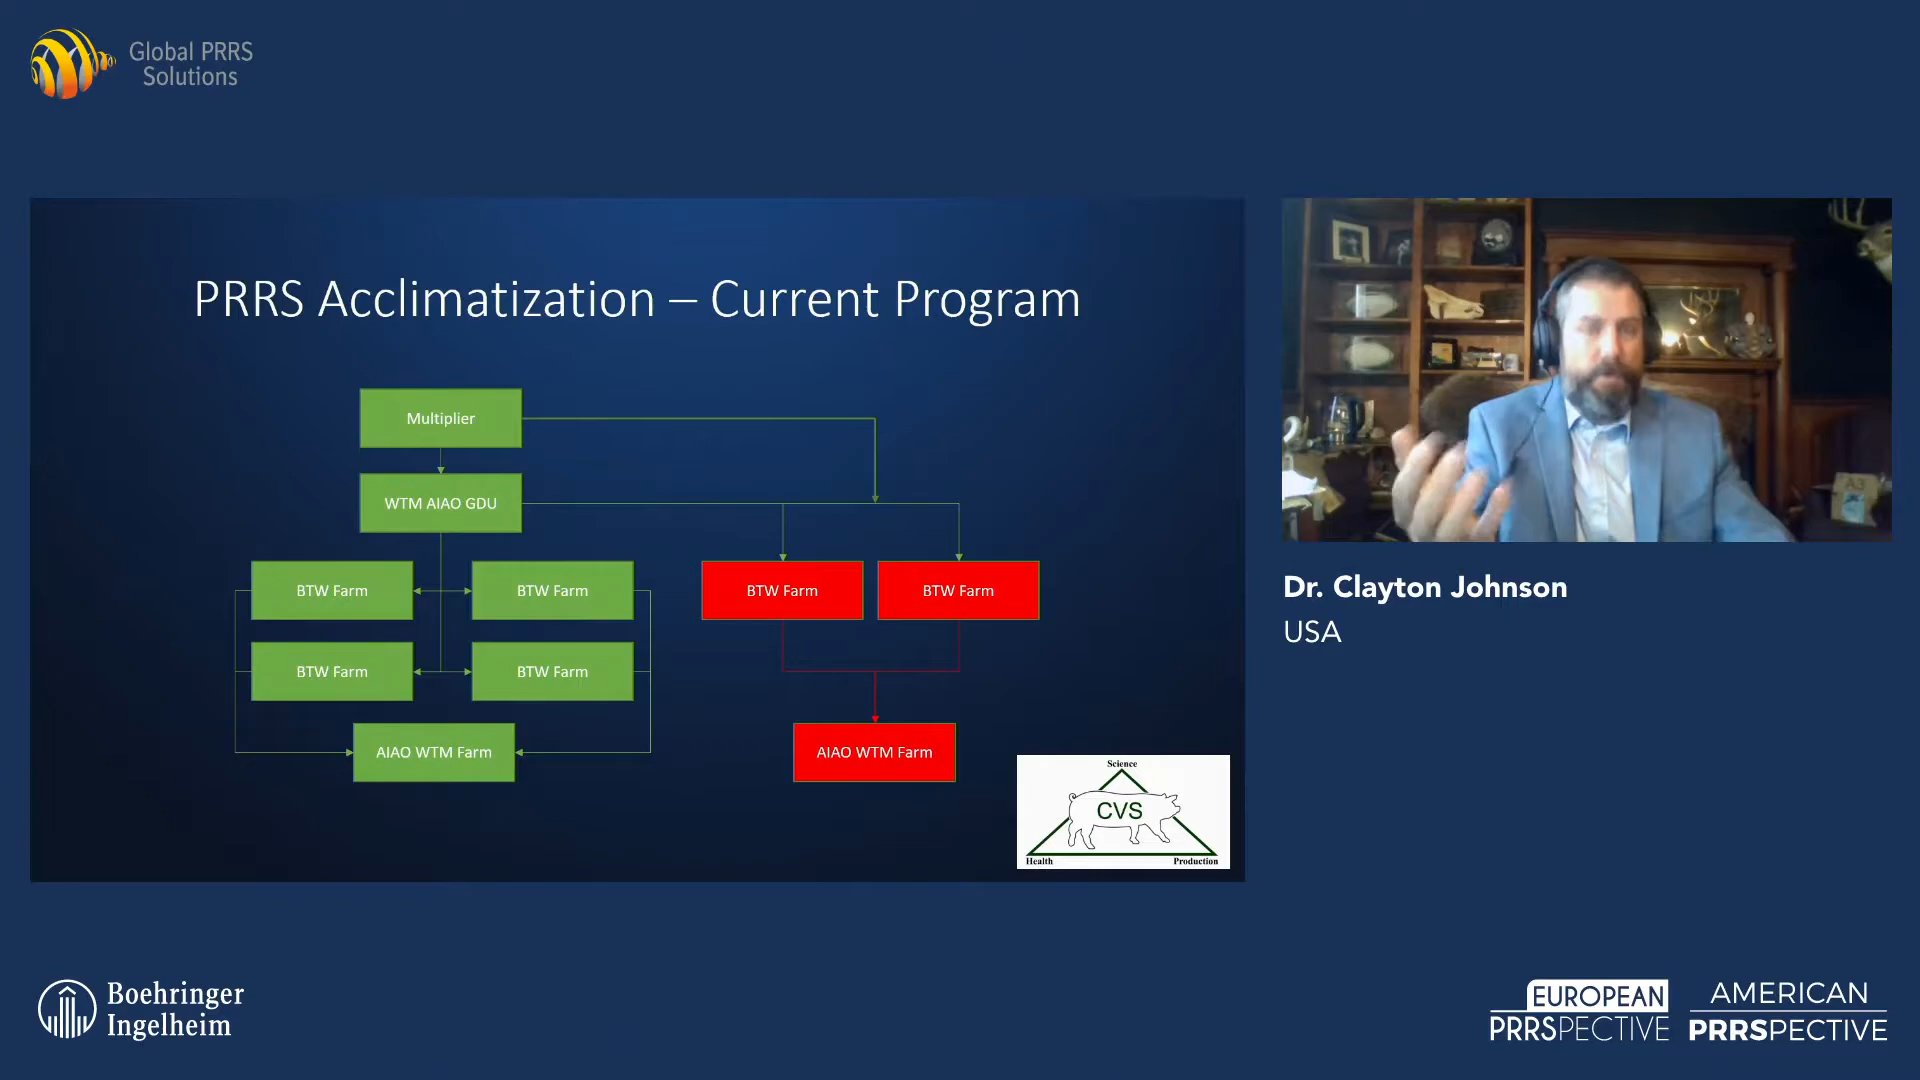 Global PRRS
Solutions
PRRS Acclimatization – Current Program
Multiplier
WTM AIAO GDU
BTW Farm
BTW Farm
BTW Farm
BTW Farm
BTW Farm
BTW Farm
AIAO WTM Farm
AIAO WTM Farm
Science
CVS
Health
Production
A3
Dr. Clayton Johnson
USA
Boehringer
Ingelheim
EUROPEAN
PRRSPECTIVE
AMERICAN
PRRSPECTIVE